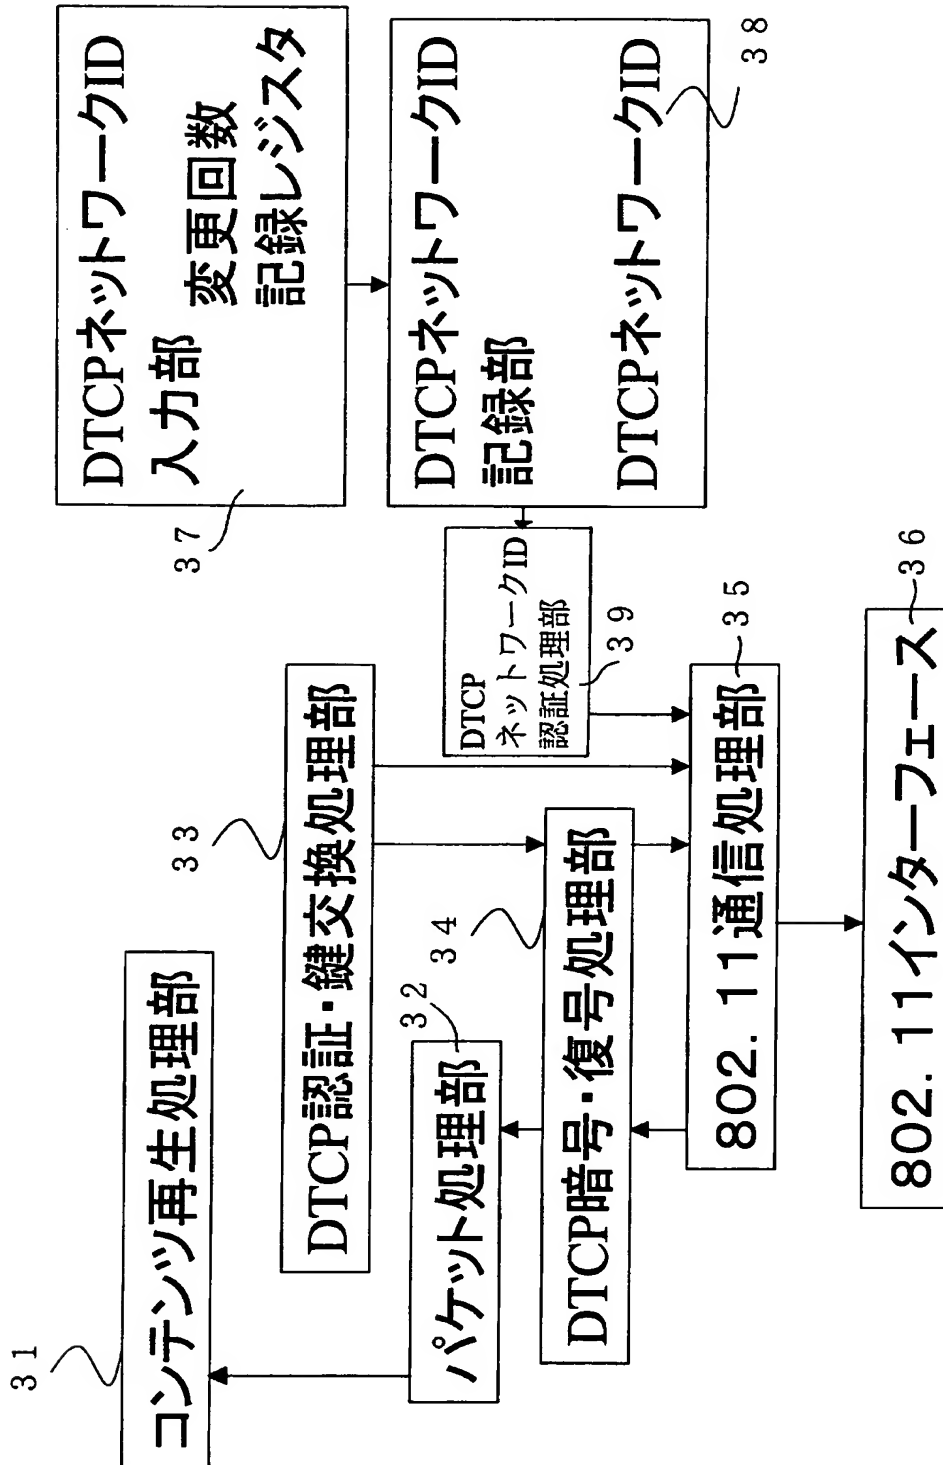 31
コンテンツ再生処理部
33
DTCP認証・鍵交換処理部
32
パケット処理部
34
DTCP暗号・復号処理部
35
802.11通信処理部
36
802.11インターフェース
37
DTCPネットワークID
入力部
変更回数
記録レジスタ
38
DTCPネットワークID
記録部
DTCPネットワークID
39
DTCP
ネットワークID
認証処理部